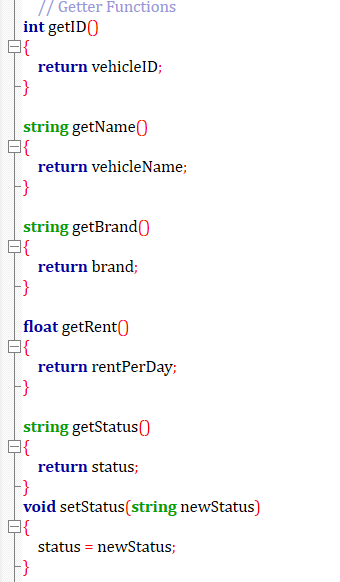 // Getter Functions
int getID()
{
return vehicleID;
}
string getName()
{
return vehicleName;
}
string getBrand()
{
return brand;
}
float getRent()
{
return rentPerDay;
}
string getStatus()
{
return status;
}
void setStatus(string newStatus)
{
status = newStatus;
}